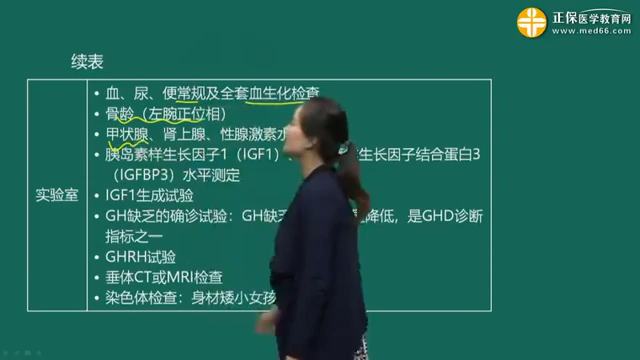 正保医学教育网
www.med66.com
续表
实验室
• 血、尿、便常规及全套血生化检查
• 骨龄（左腕正位相）
• 甲状腺、肾上腺、性腺激素水
• 胰岛素样生长因子1（IGF1） 生长因子结合蛋白3
（IGFBP3）水平测定
• IGF1生成试验
• GH缺乏的确诊试验：GH缺 降低，是GHD诊断
指标之一
• GHRH试验
• 垂体CT或MRI检查
• 染色体检查：身材矮小女孩